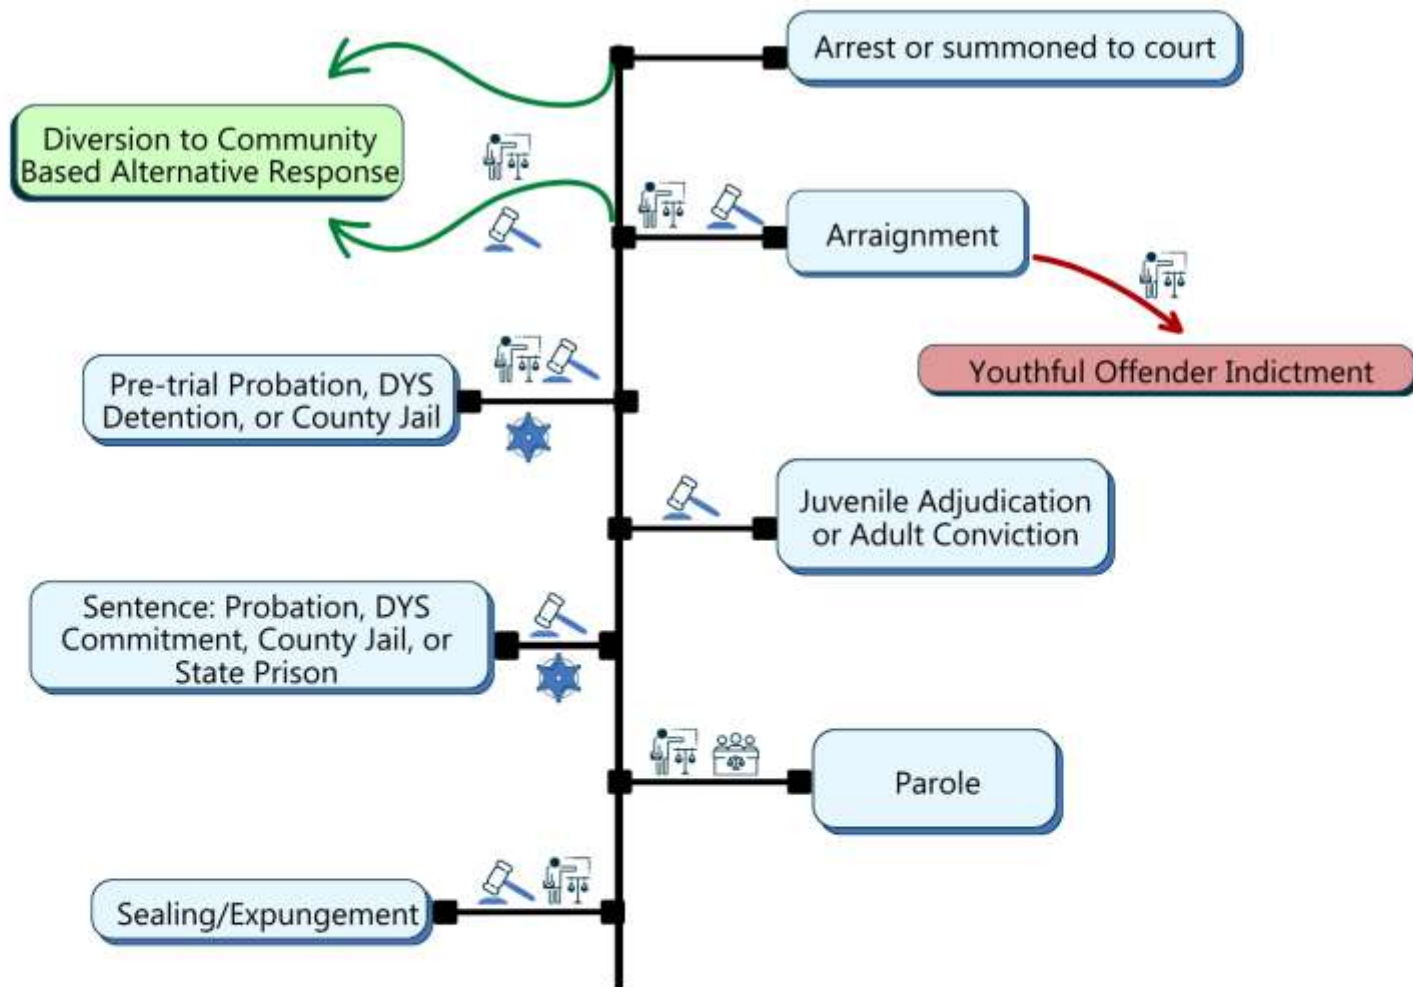 Arrest or summoned to court
Diversion to Community
Based Alternative Response
Arraignment
Youthful Offender Indictment
Pre-trial Probation, DYS
Detention, or County Jail
Juvenile Adjudication
or Adult Conviction
Sentence: Probation, DYS
Commitment, County Jail, or
State Prison
Parole
Sealing/Expungement